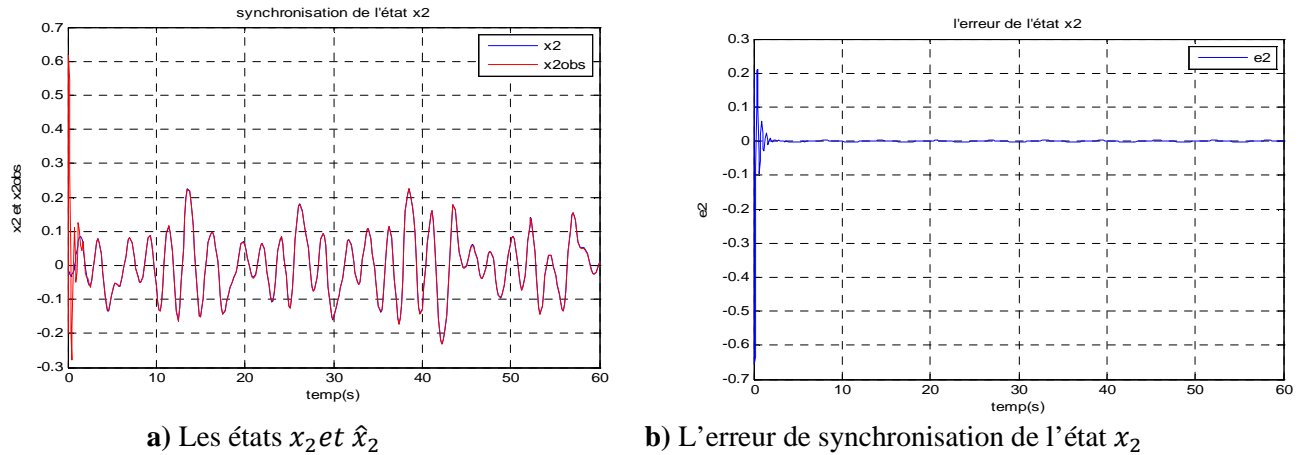 synchronisation de l'état x2
0.7
0.6
0.5
0.4
0.3
0.2
0.1
0
-0.1
-0.2
-0.3
x2 et x2obs
x2
x2obs
0 10 20 30 40 50 60
temp(s)
a) Les états x₂et x̂₂
l'erreur de l'état x2
0.3
0.2
0.1
0
-0.1
-0.2
-0.3
-0.4
-0.5
-0.6
-0.7
e2
e2
0 10 20 30 40 50 60
temp(s)
b) L'erreur de synchronisation de l'état x₂